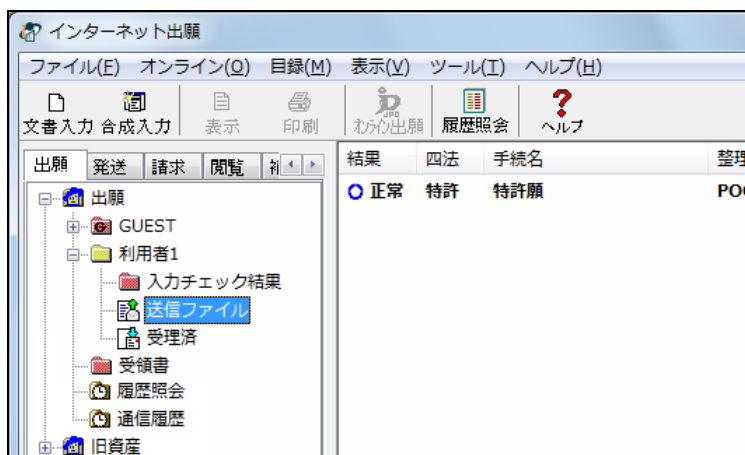 インターネット出願
ファイル(F) オンライン(O) 目録(M) 表示(V) ツール(T) ヘルプ(H)
文書入力 合成入力 表示 印刷 オンライン出願 履歴照会 ヘルプ
出願 発送 請求 閲覧
結果 四法 手続名 整理
正常 特許 特許願
出願
GUEST
利用者1
入力チェック結果
送信ファイル
受理済
受領書
履歴照会
通信履歴
旧資産